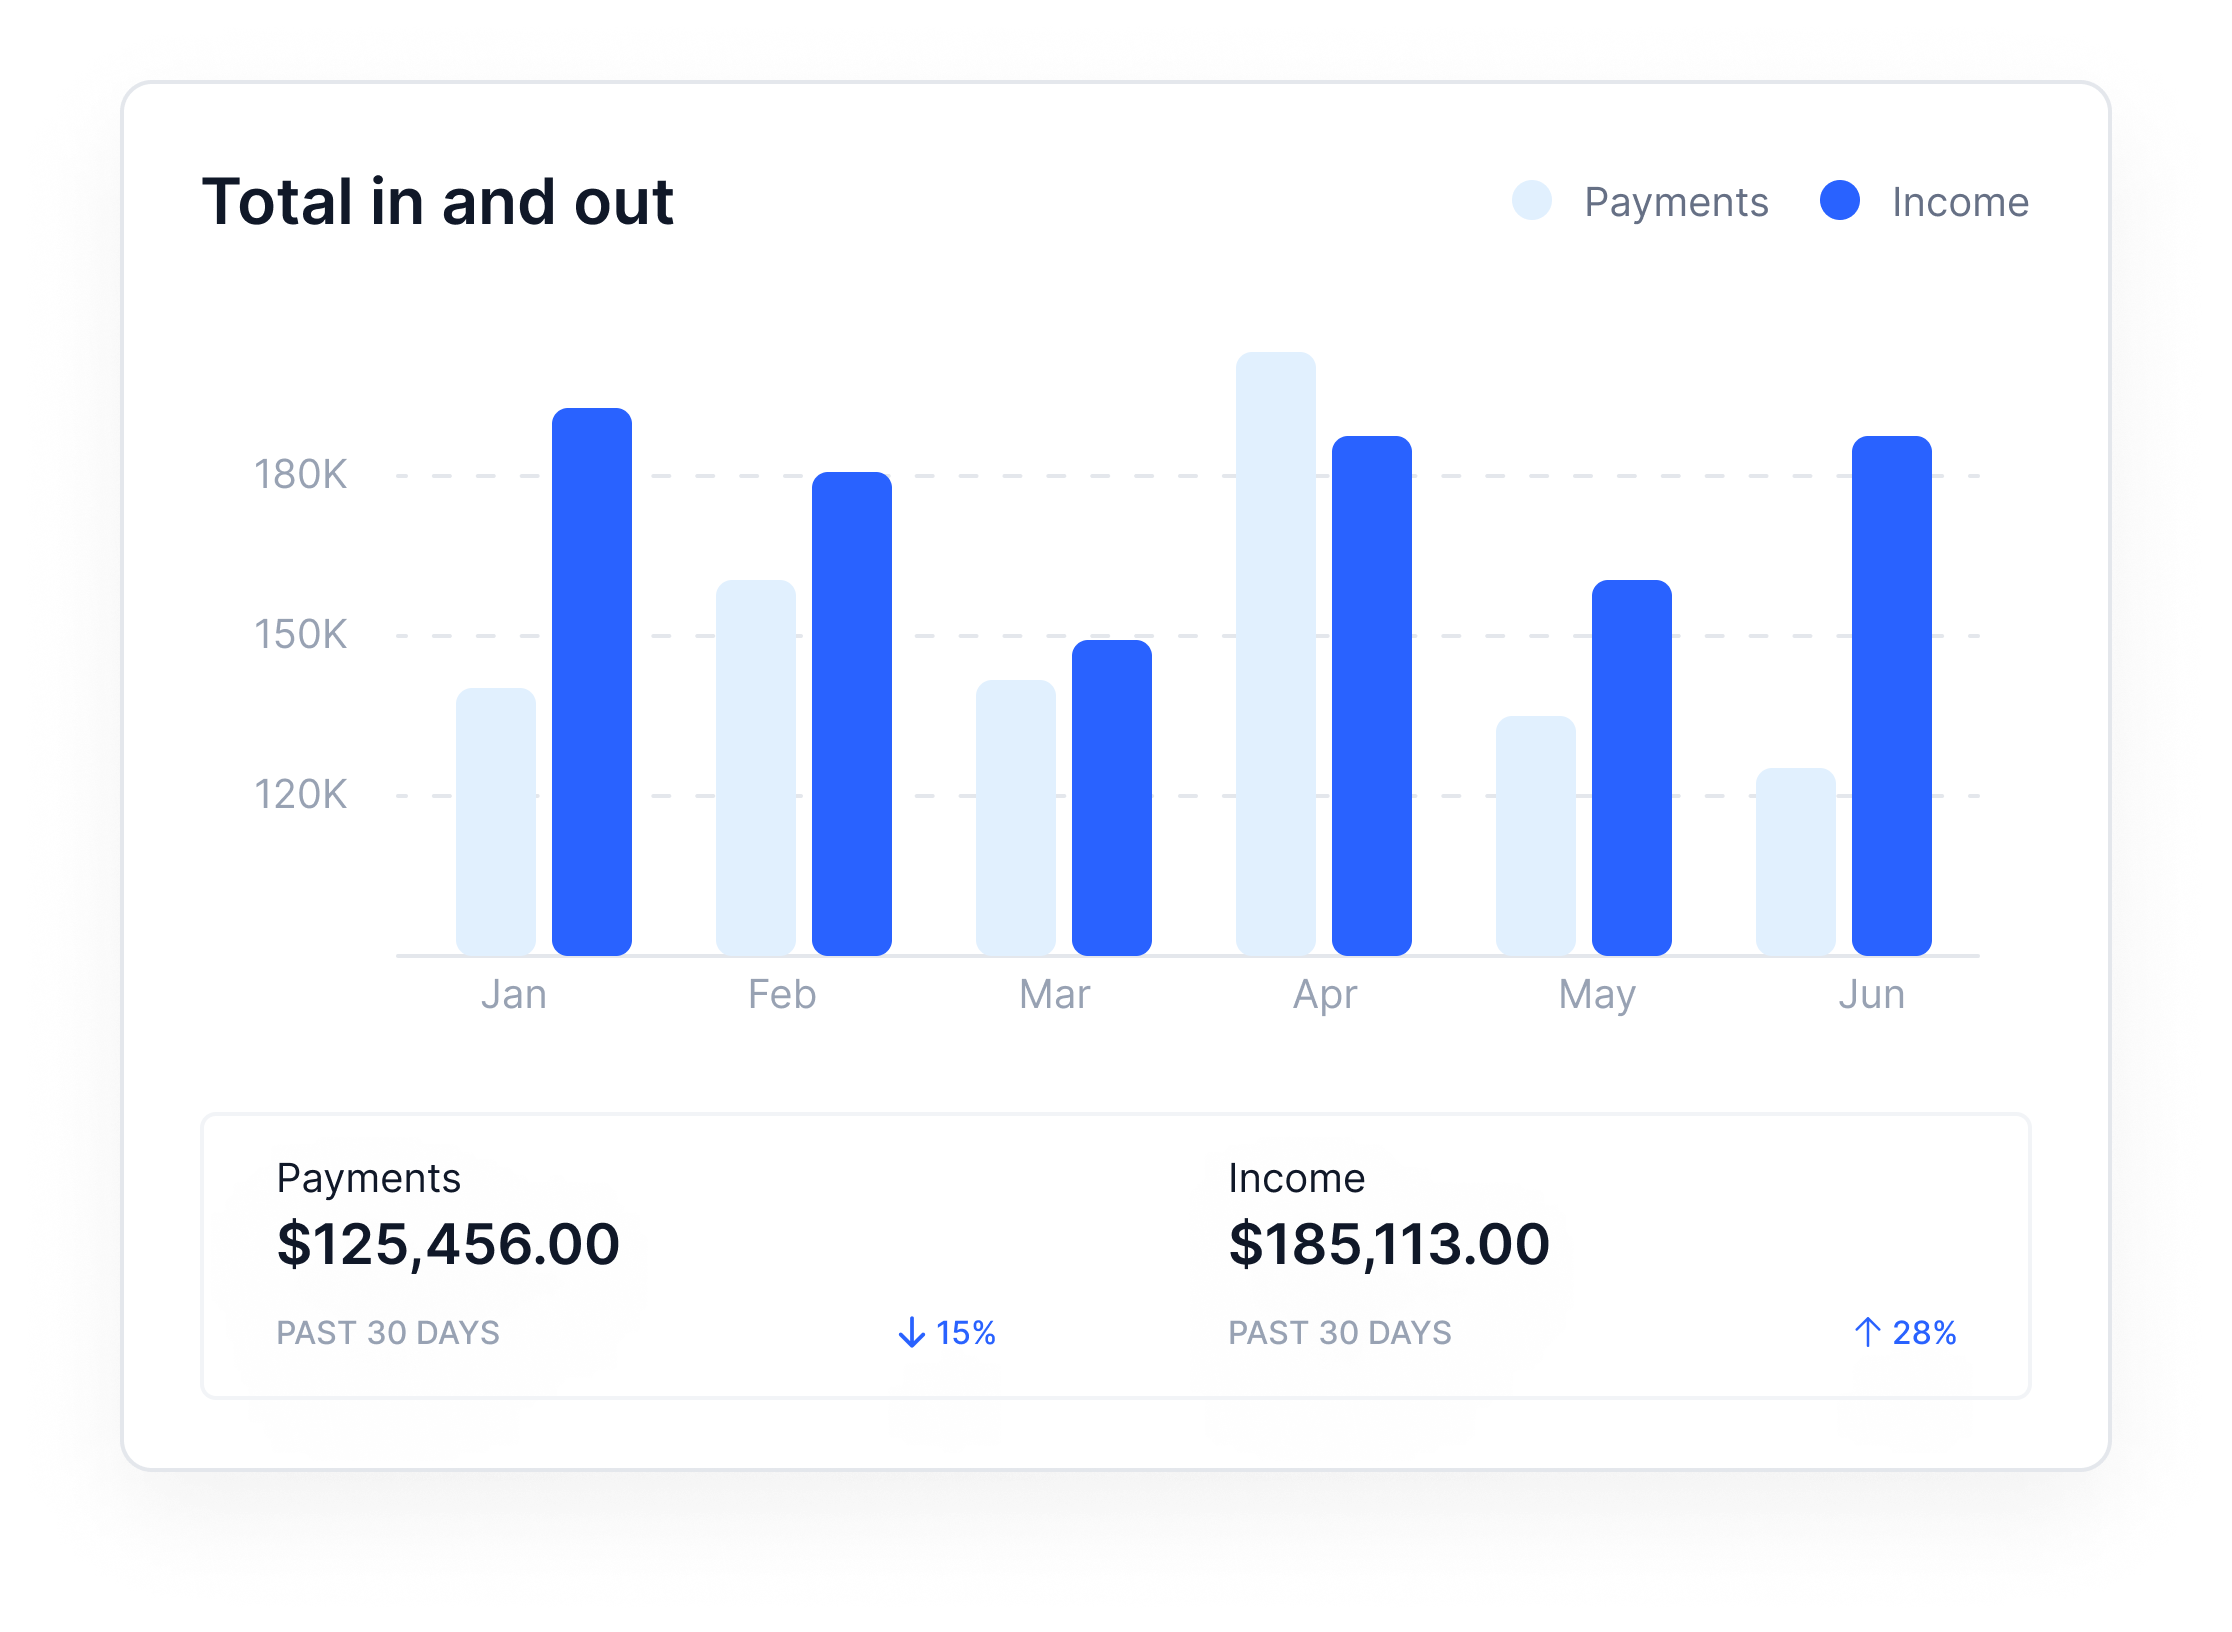 Total in and out
Payments Income
180K
150K
120K
Jan Feb Mar Apr May Jun
Payments
$125,456.00
PAST 30 DAYS ↓ 15%
Income
$185,113.00
PAST 30 DAYS ↑ 28%